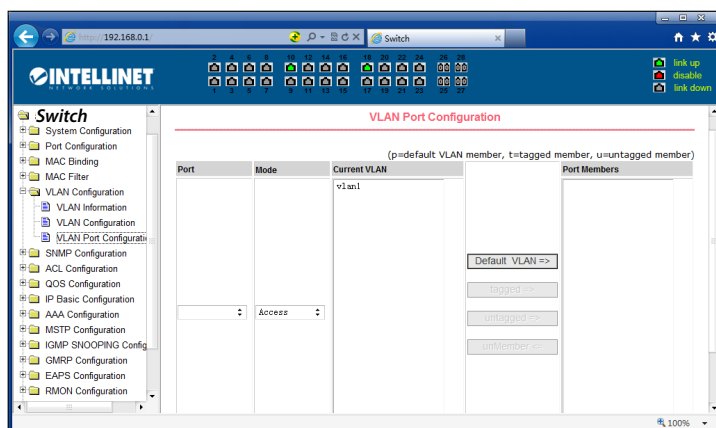 http://192.168.0.1/
Switch
2 4 6 8 10 12 14 16 18 20 22 24 26 28
1 3 5 7 9 11 13 15 17 19 21 23 25 27
INTELLINET
NETWORK SOLUTIONS
link up
disable
link down
Switch
System Configuration
Port Configuration
MAC Binding
MAC Filter
VLAN Configuration
VLAN Information
VLAN Configuration
VLAN Port Configuratio
SNMP Configuration
ACL Configuration
QOS Configuration
IP Basic Configuration
AAA Configuration
MSTP Configuration
IGMP SNOOPING Config
GMRP Configuration
EAPS Configuration
RMON Configuration
VLAN Port Configuration
(p=default VLAN member, t=tagged member, u=untagged member)
Port Mode Current VLAN Port Members
vlan1
Access
Default VLAN =>
tagged =>
untagged =>
unMember <=
100%